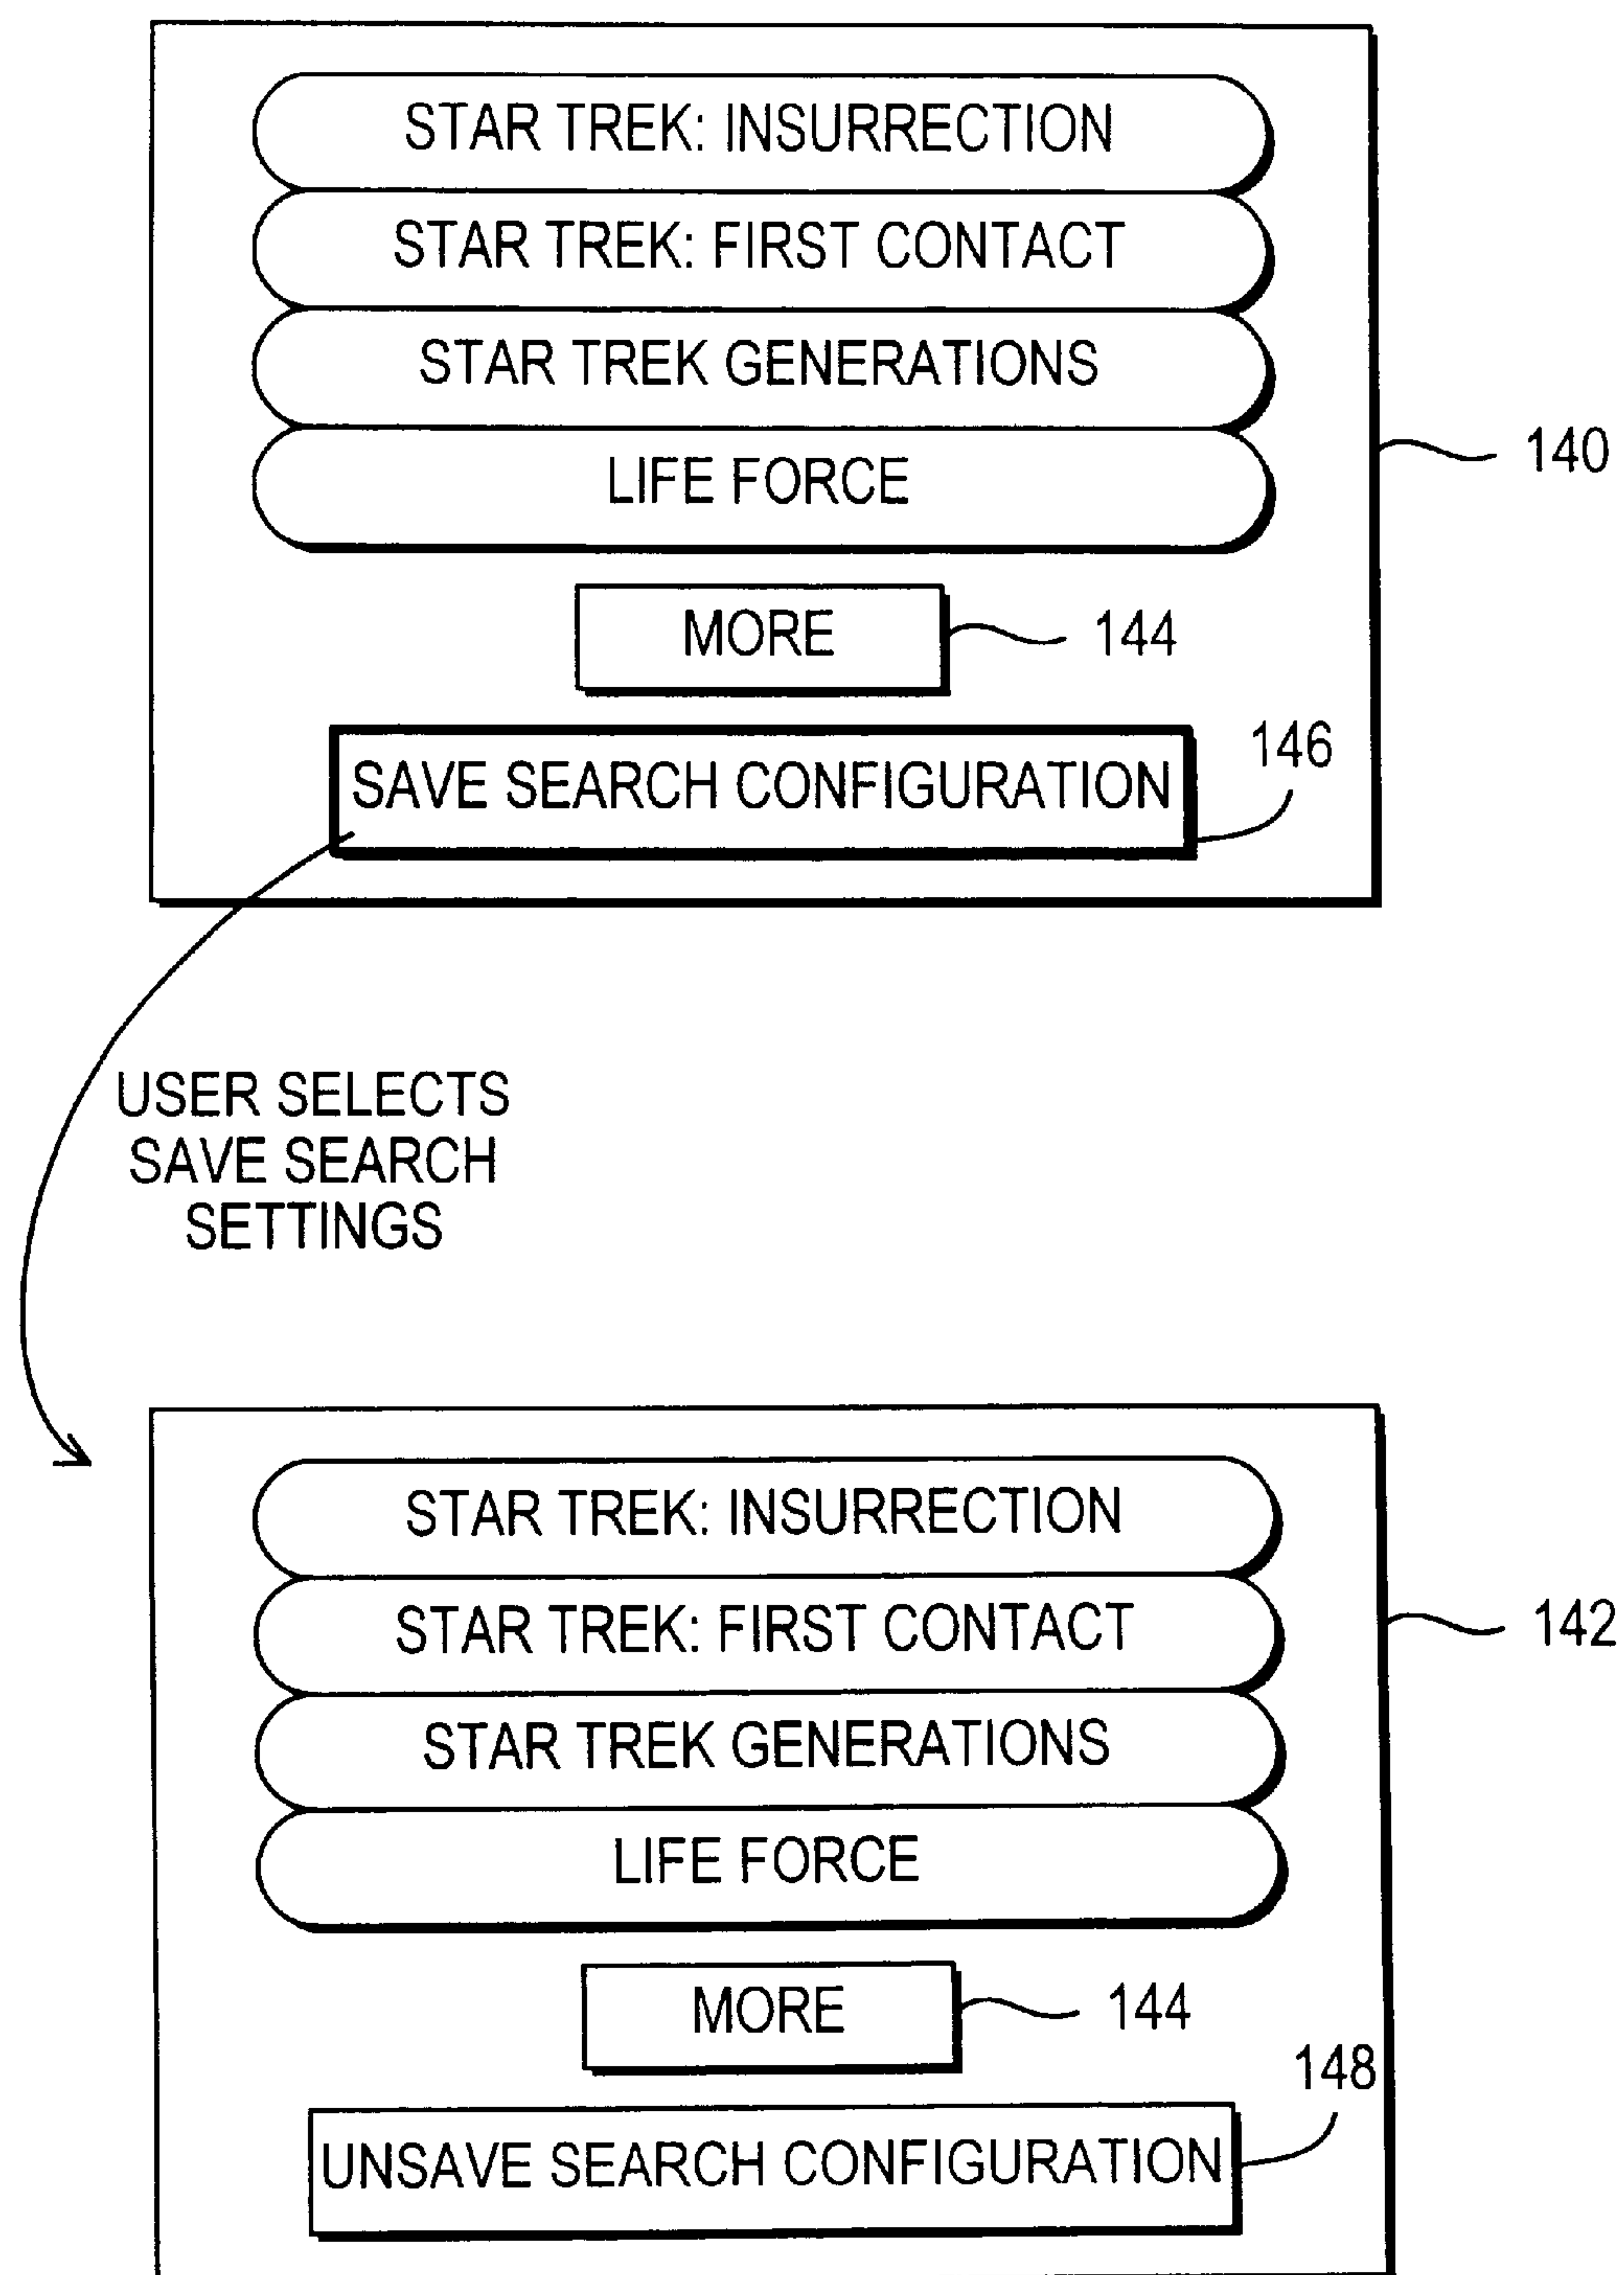 STAR TREK: INSURRECTION
STAR TREK: FIRST CONTACT
STAR TREK GENERATIONS
LIFE FORCE
140
MORE
144
SAVE SEARCH CONFIGURATION
146
USER SELECTS
SAVE SEARCH
SETTINGS
STAR TREK: INSURRECTION
STAR TREK: FIRST CONTACT
142
STAR TREK GENERATIONS
LIFE FORCE
MORE
144
148
UNSAVE SEARCH CONFIGURATION